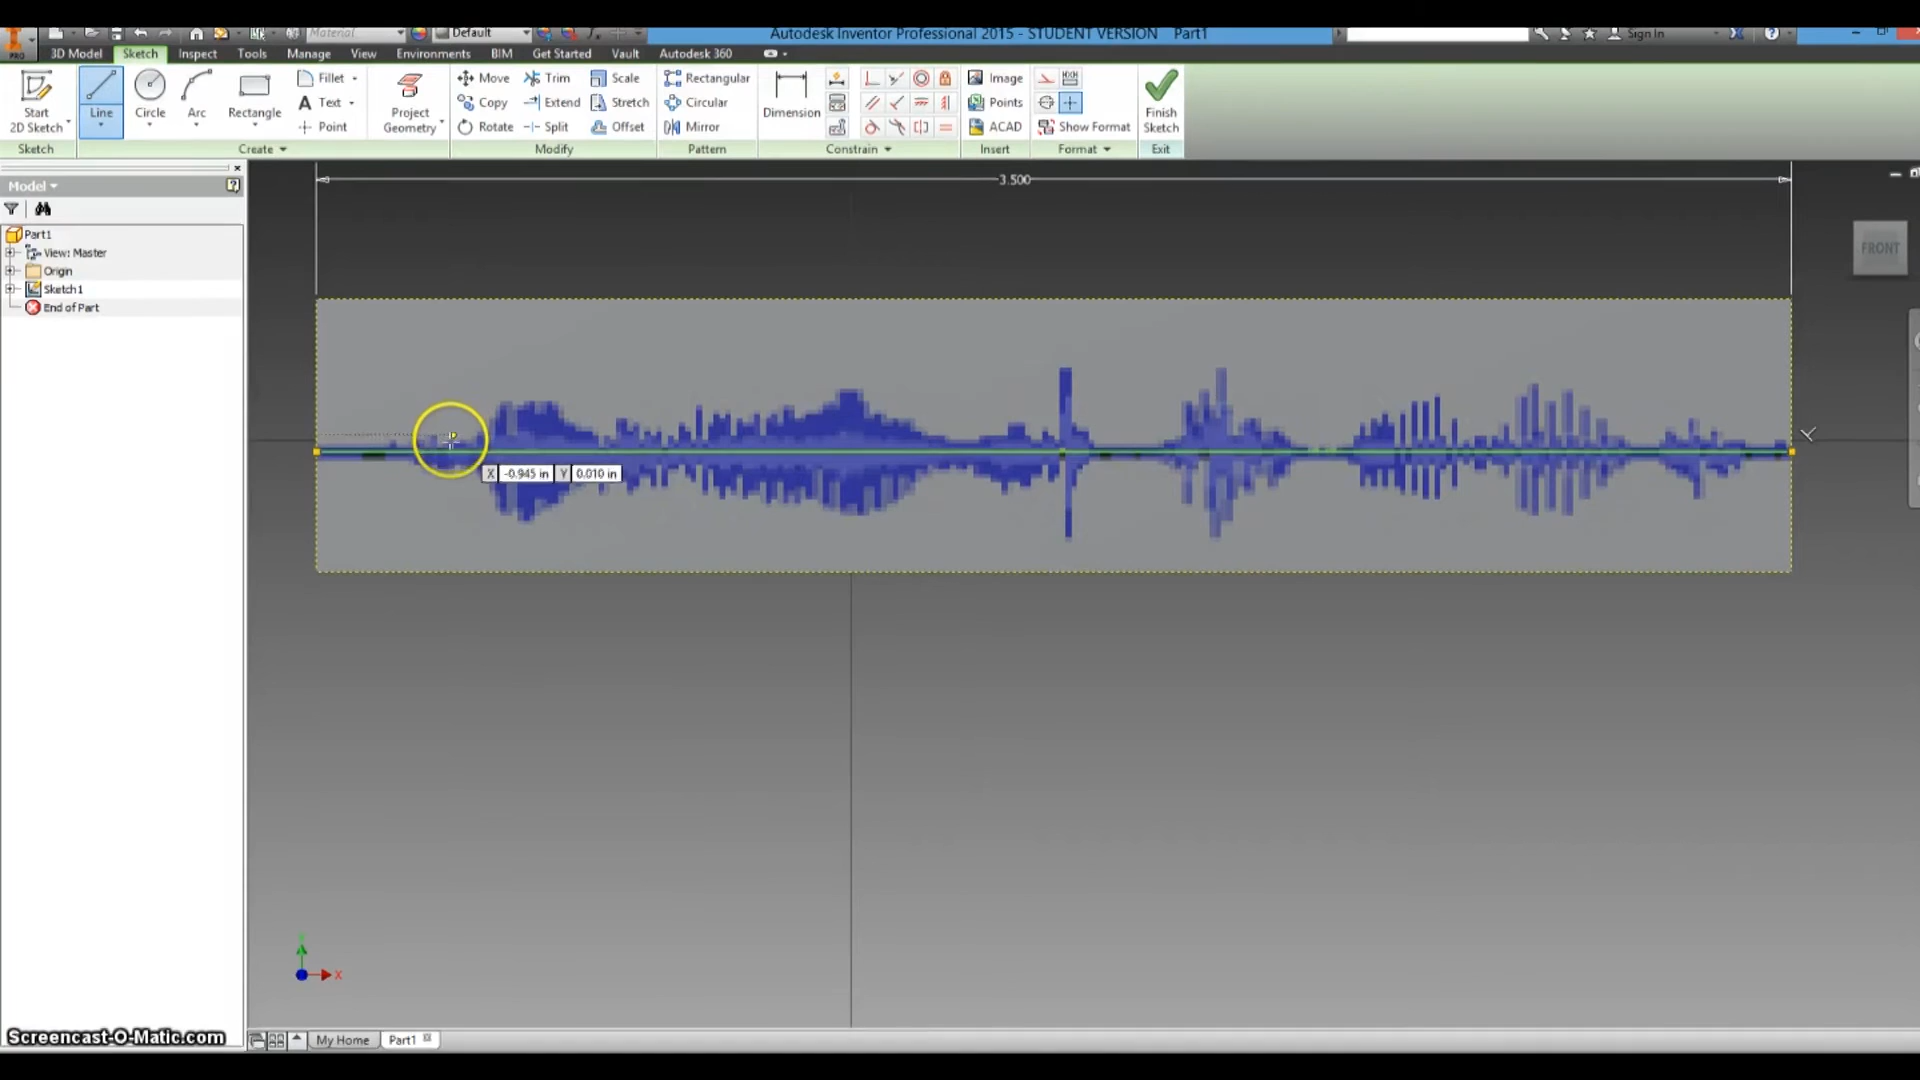 Material Default Autodesk Inventor Professional 2015 - STUDENT VERSION Part1 Sign In
PRO 3D Model Sketch Inspect Tools Manage View Environments BIM Get Started Vault Autodesk 360
Start 2D Sketch Line Circle Arc Rectangle Fillet Text Point Project Geometry
Move Copy Rotate Trim Extend Split Scale Stretch Offset
Rectangular Circular Mirror Dimension Image Points ACAD Show Format Finish Sketch
Sketch Create Modify Pattern Constrain Insert Format Exit
Model
Part1
View: Master
Origin
Sketch1
End of Part
3.500
FRONT
X -0.945 in Y 0.010 in
X
Screencast-O-Matic.com My Home Part1